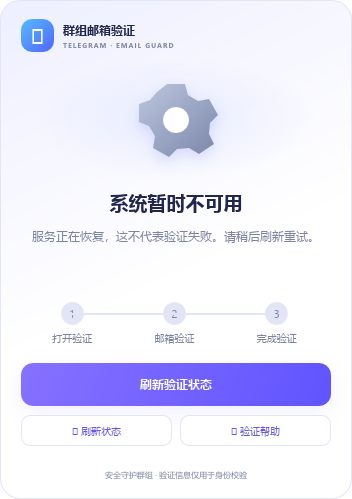 群组邮箱验证
TELEGRAM · EMAIL GUARD
系统暂时不可用
服务正在恢复，这不代表验证失败。请稍后刷新重试。
1
2
3
打开验证
邮箱验证
完成验证
刷新验证状态
刷新状态
验证帮助
安全守护群组 · 验证信息仅用于当前身份校验